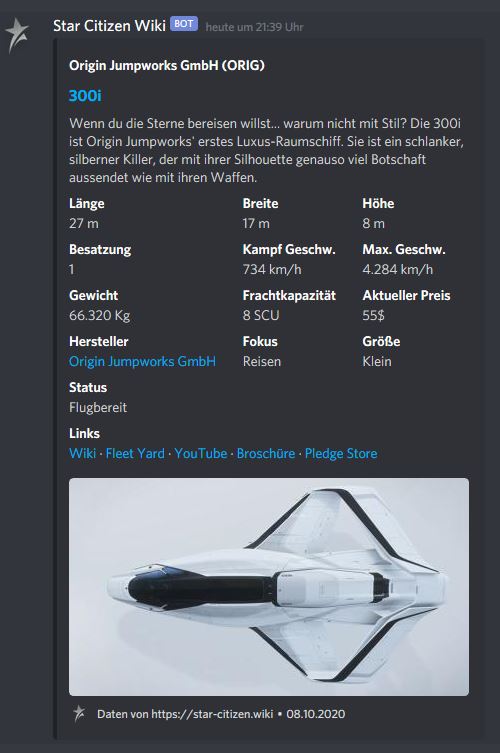 Star Citizen Wiki BOT heute um 21:39 Uhr
Origin Jumpworks GmbH (ORIG)
300i
Wenn du die Sterne bereisen willst... warum nicht mit Stil? Die 300i
ist Origin Jumpworks' erstes Luxus-Raumschiff. Sie ist ein schlanker,
silberner Killer, der mit ihrer Silhouette genauso viel Botschaft
aussendet wie mit ihren Waffen.
Länge Breite Höhe
27 m 17 m 8 m
Besatzung Kampf Geschw. Max. Geschw.
1 734 km/h 4.284 km/h
Gewicht Frachtkapazität Aktueller Preis
66.320 Kg 8 SCU 55$
Hersteller Fokus Größe
Origin Jumpworks GmbH Reisen Klein
Status
Flugbereit
Links
Wiki · Fleet Yard · YouTube · Broschüre · Pledge Store
Daten von https://star-citizen.wiki • 08.10.2020